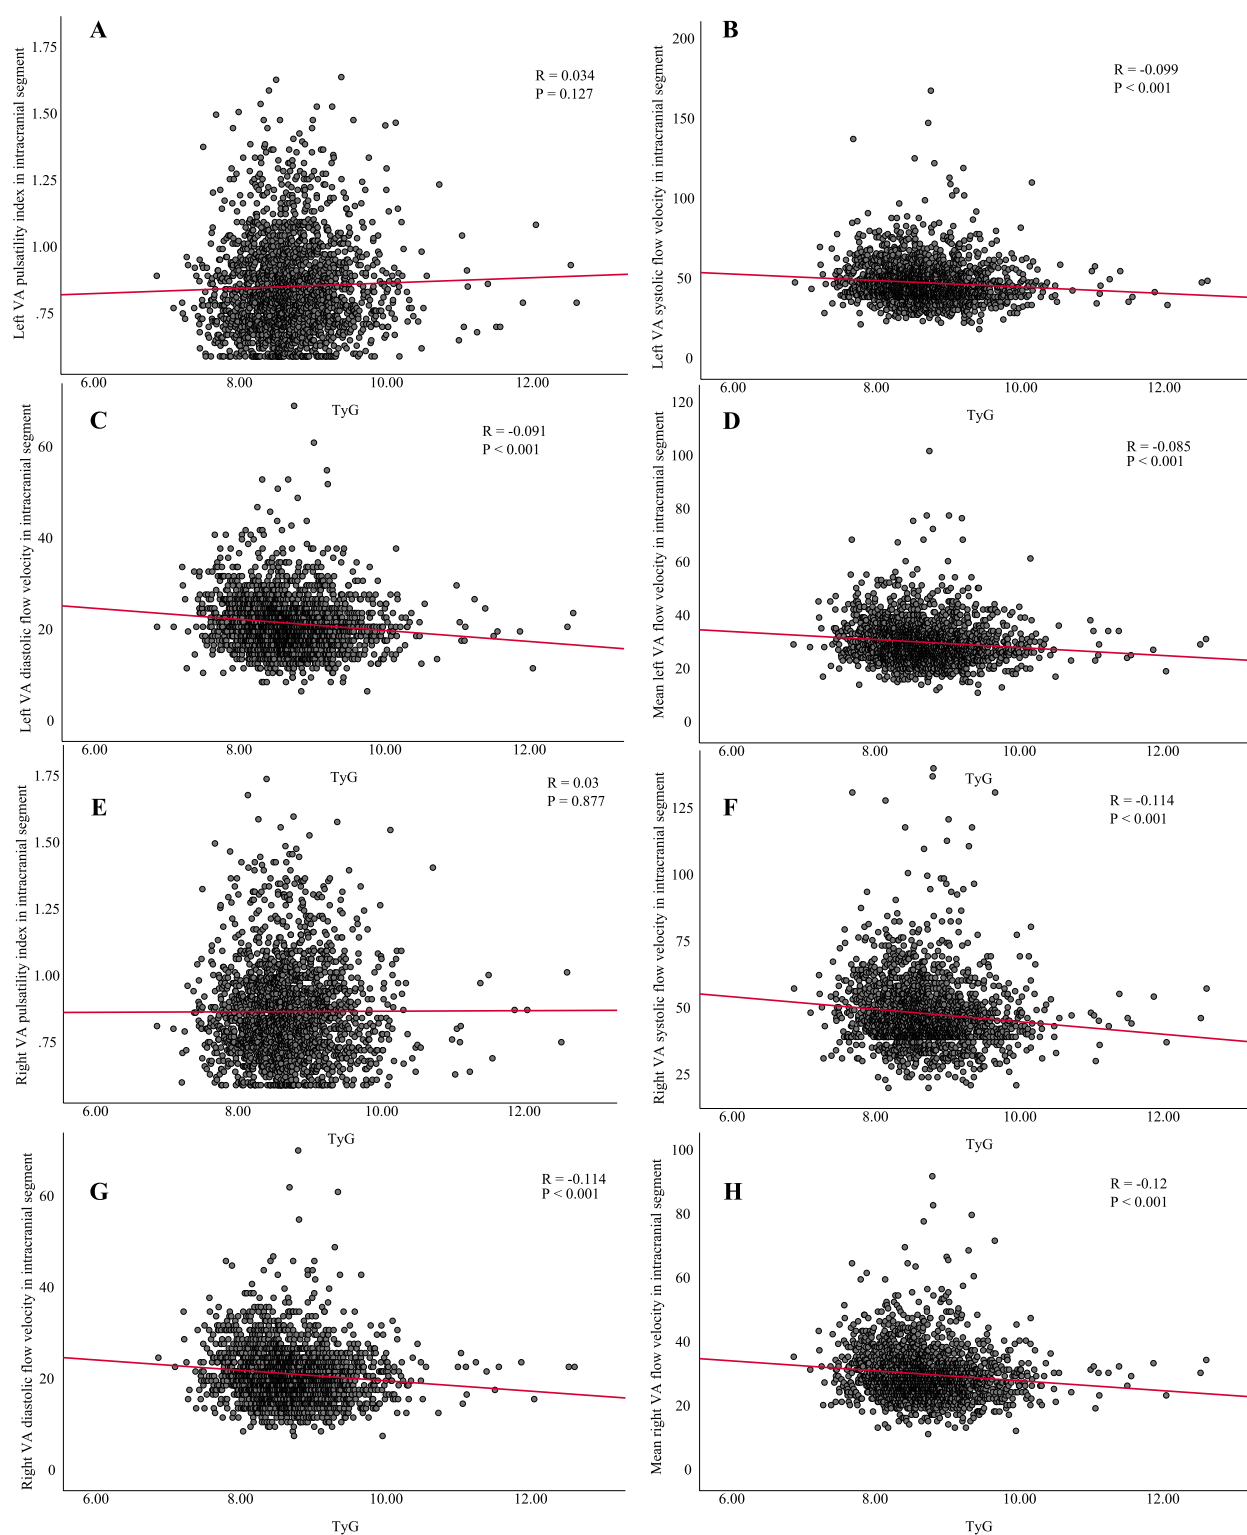 A
Left VA pulsatility index in intracranial segment
1.75
1.50
1.25
1.00
.75
R = 0.034
P = 0.127
6.00 8.00 10.00 12.00
TyG
B
Left VA systolic flow velocity in intracranial segment
200
150
100
50
0
R = -0.099
P < 0.001
6.00 8.00 10.00 12.00
TyG
C
Left VA diastolic flow velocity in intracranial segment
60
40
20
0
R = -0.091
P < 0.001
6.00 8.00 10.00 12.00
TyG
D
Mean left VA flow velocity in intracranial segment
120
100
80
60
40
20
0
R = -0.085
P < 0.001
6.00 8.00 10.00 12.00
TyG
E
Right VA pulsatility index in intracranial segment
1.75
1.50
1.25
1.00
.75
R = 0.03
P = 0.877
6.00 8.00 10.00 12.00
TyG
F
Right VA systolic flow velocity in intracranial segment
125
100
75
50
25
R = -0.114
P < 0.001
6.00 8.00 10.00 12.00
TyG
G
Right VA diastolic flow velocity in intracranial segment
60
40
20
0
R = -0.114
P < 0.001
6.00 8.00 10.00 12.00
TyG
H
Mean right VA flow velocity in intracranial segment
100
80
60
40
20
0
R = -0.12
P < 0.001
6.00 8.00 10.00 12.00
TyG